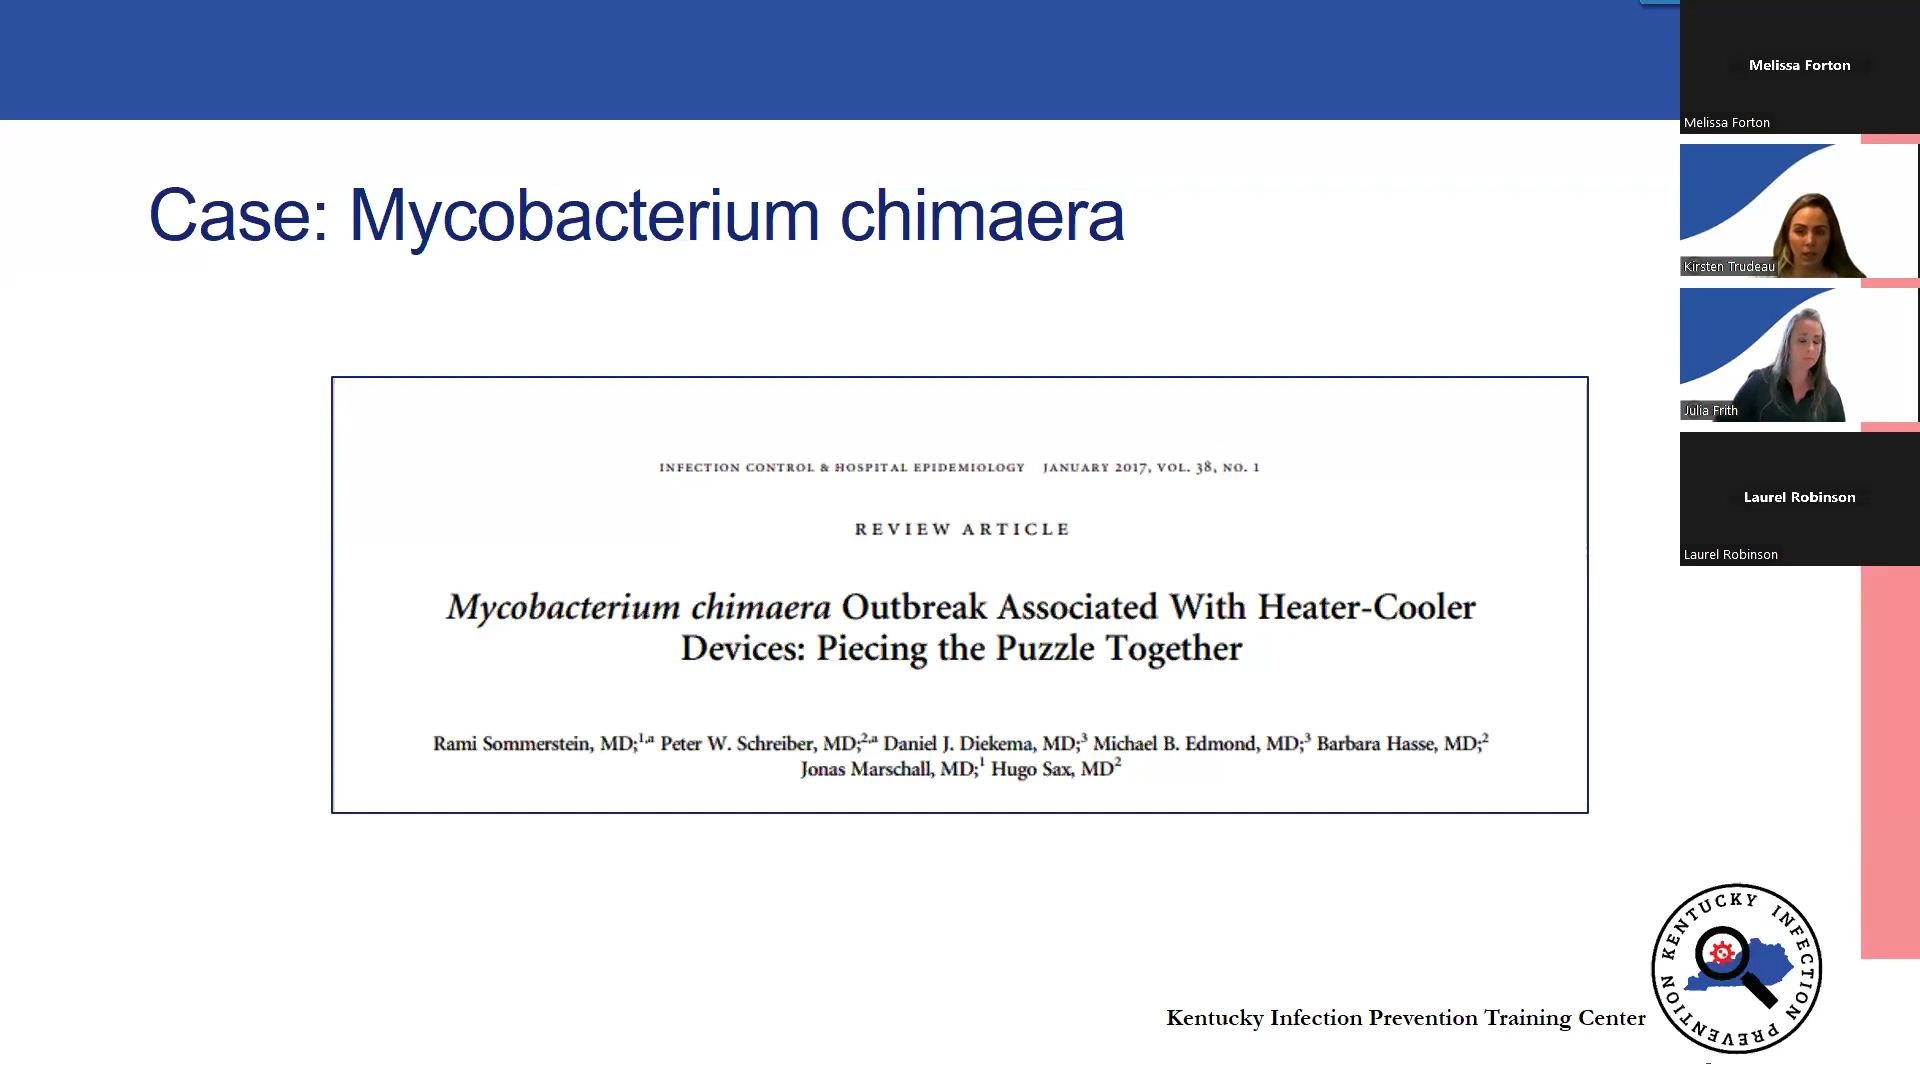 Case: Mycobacterium chimaera
INFECTION CONTROL & HOSPITAL EPIDEMIOLOGY JANUARY 2017, VOL. 38, NO. 1
REVIEW ARTICLE
Mycobacterium chimaera Outbreak Associated With Heater-Cooler
Devices: Piecing the Puzzle Together
Rami Sommerstein, MD;1,a Peter W. Schreiber, MD;2,a Daniel J. Diekema, MD;3 Michael B. Edmond, MD;3 Barbara Hasse, MD;2
Jonas Marschall, MD;1 Hugo Sax, MD2
Kentucky Infection Prevention Training Center
KENTUCKY INFECTION PREVENTION
Melissa Forton
Melissa Forton
Kirsten Trudeau
Julia Frith
Laurel Robinson
Laurel Robinson